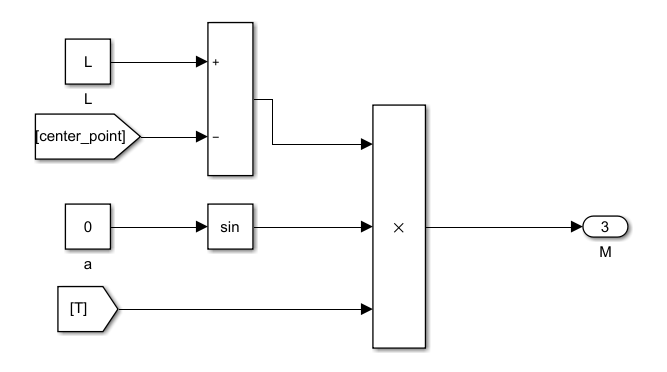 L
+
L
[center_point]
−
0
sin
a
×
3
M
[T]